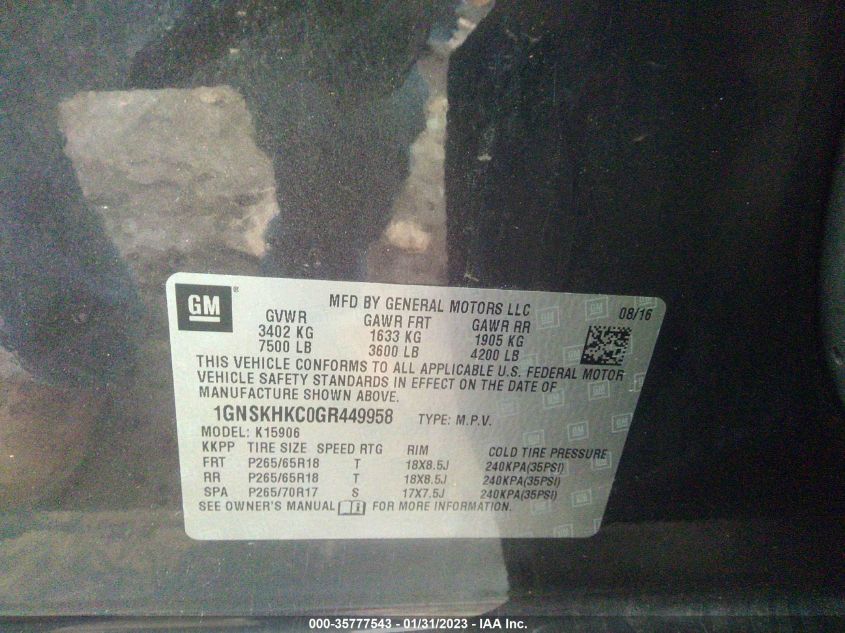 GM®
MFD BY GENERAL MOTORS LLC 08/16
GVWR GAWR FRT GAWR RR
3402 KG 1633 KG 1905 KG
7500 LB 3600 LB 4200 LB
THIS VEHICLE CONFORMS TO ALL APPLICABLE U.S. FEDERAL MOTOR
VEHICLE SAFETY STANDARDS IN EFFECT ON THE DATE OF
MANUFACTURE SHOWN ABOVE.
1GNSKHKC0GR449958 TYPE: M.P.V.
MODEL: K15906
KKPP TIRE SIZE SPEED RTG RIM COLD TIRE PRESSURE
FRT P265/65R18 T 18X8.5J 240KPA(35PSI)
RR P265/65R18 T 18X8.5J 240KPA(35PSI)
SPA P265/70R17 S 17X7.5J 240KPA(35PSI)
SEE OWNER'S MANUAL FOR MORE INFORMATION.
000-35777543 - 01/31/2023 - IAA Inc.